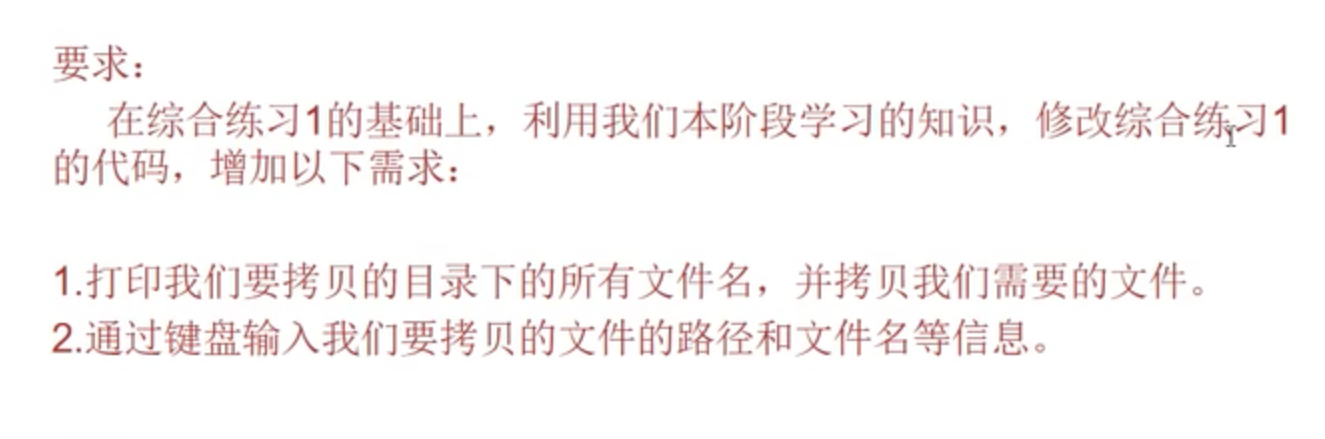 要求：
在综合练习1的基础上，利用我们本阶段学习的知识，修改综合练习1
的代码，增加以下需求：
1.打印我们要拷贝的目录下的所有文件名，并拷贝我们需要的文件。
2.通过键盘输入我们要拷贝的文件的路径和文件名等信息。